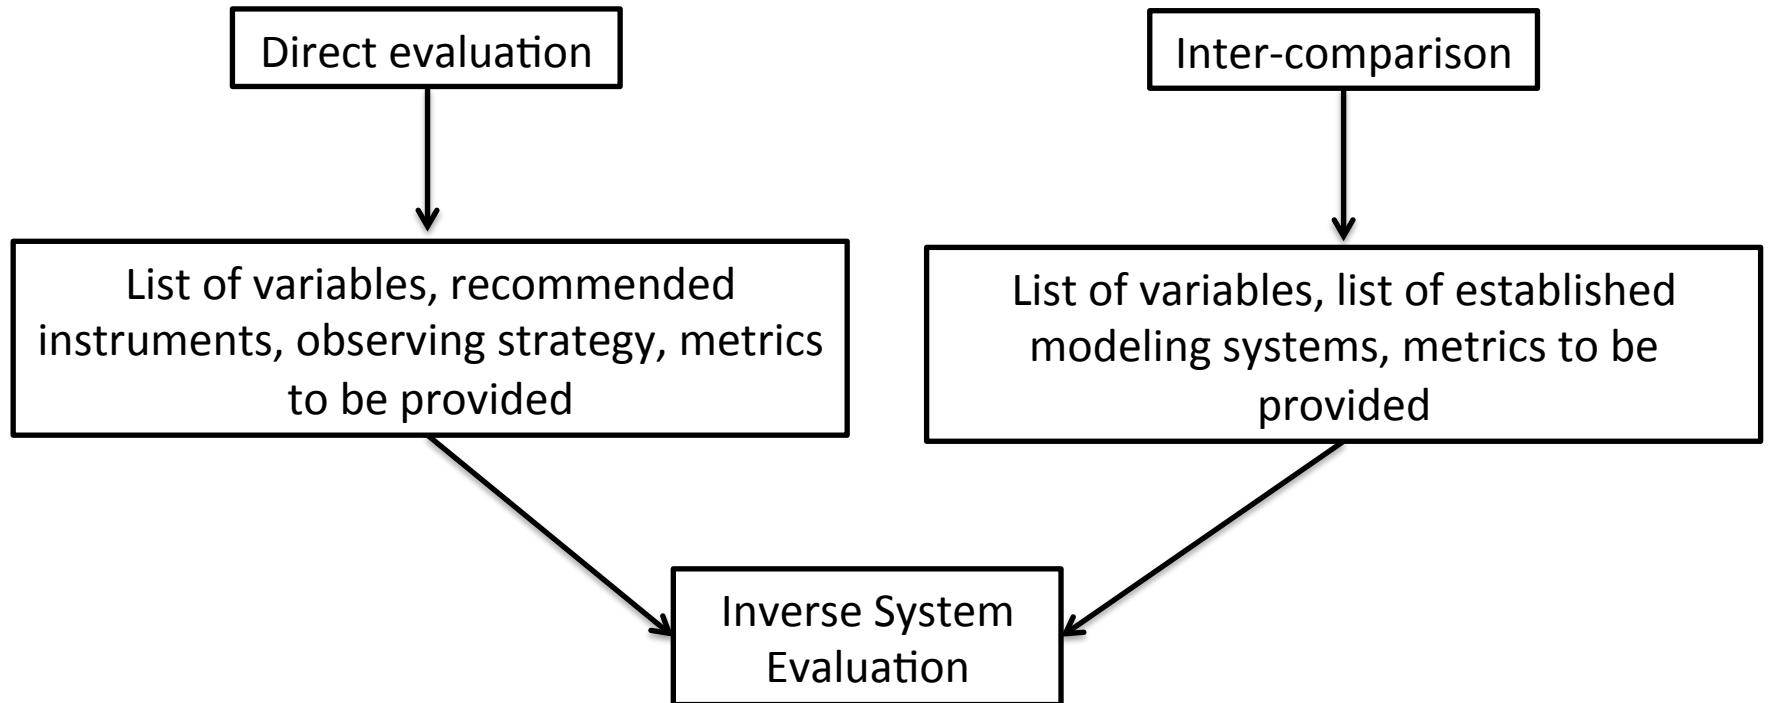 Direct evaluation
Inter-comparison
List of variables, recommended
instruments, observing strategy, metrics
to be provided
List of variables, list of established
modeling systems, metrics to be
provided
Inverse System
Evaluation